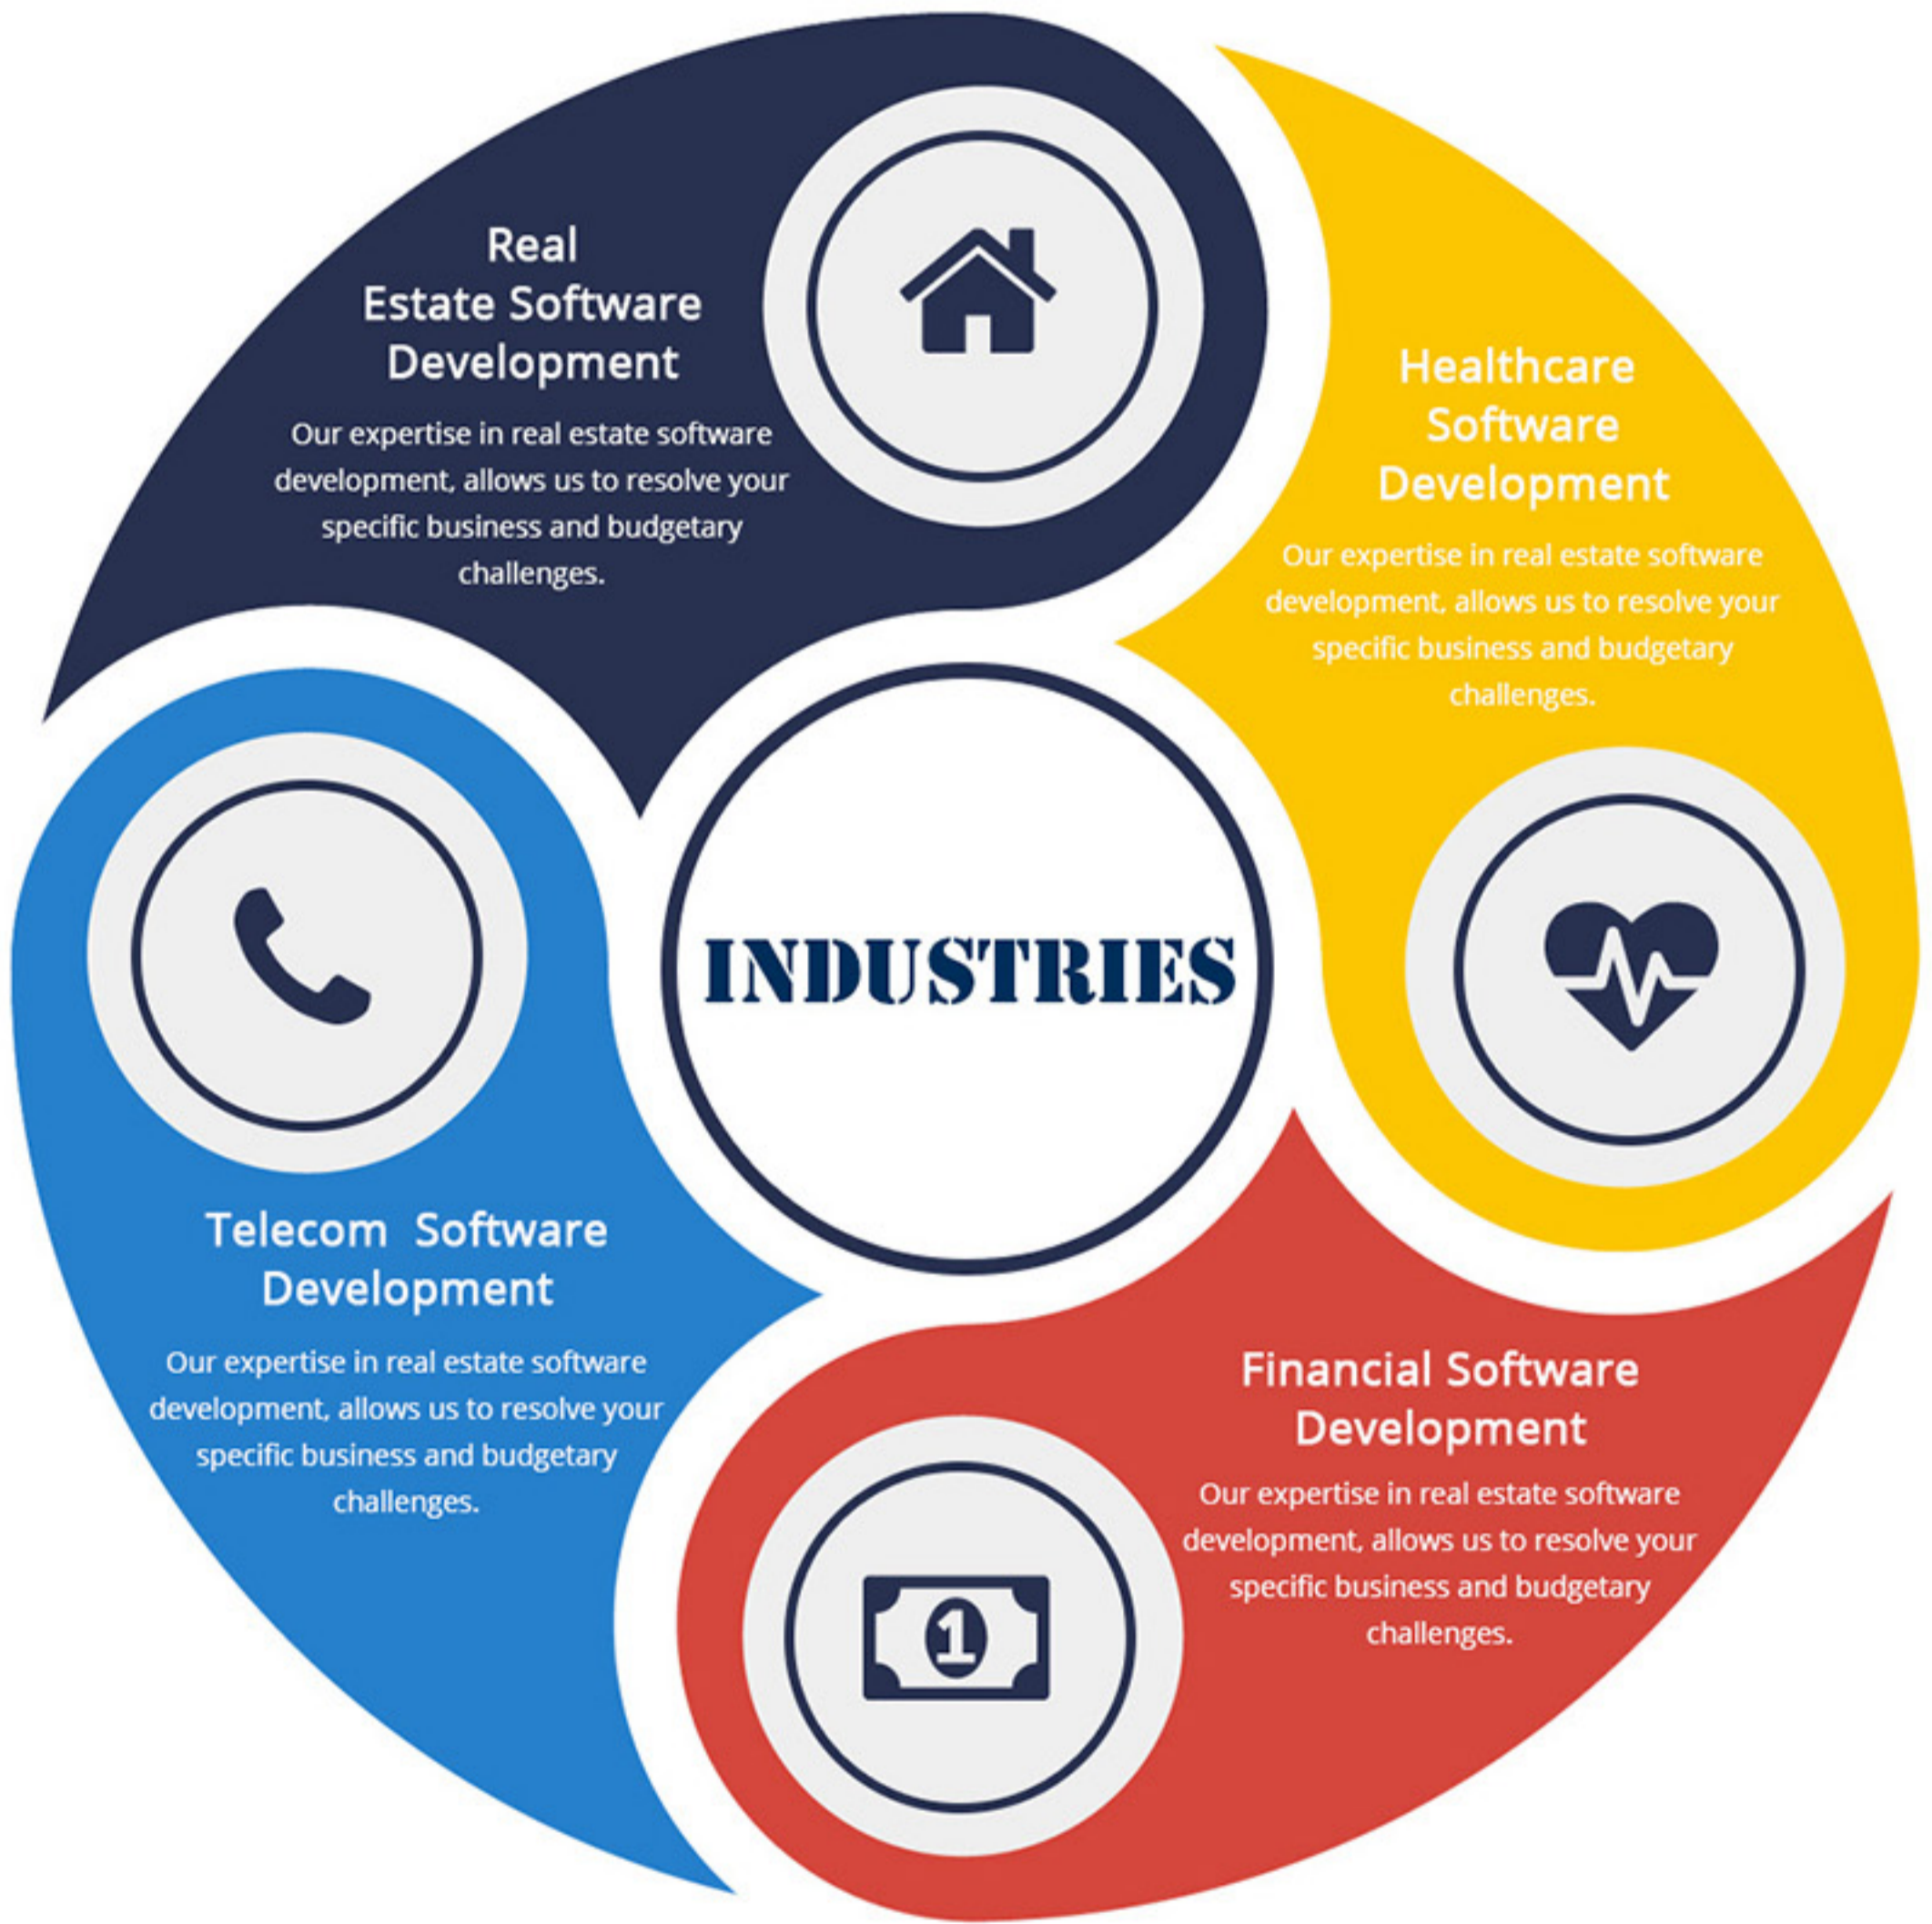 Real
Estate Software
Development
Our expertise in real estate software
development, allows us to resolve your
specific business and budgetary
challenges.
Healthcare
Software
Development
Our expertise in real estate software
development, allows us to resolve your
specific business and budgetary
challenges.
INDUSTRIES
Telecom  Software
Development
Our expertise in real estate software
development, allows us to resolve your
specific business and budgetary
challenges.
Financial Software
Development
Our expertise in real estate software
development, allows us to resolve your
specific business and budgetary
challenges.
1